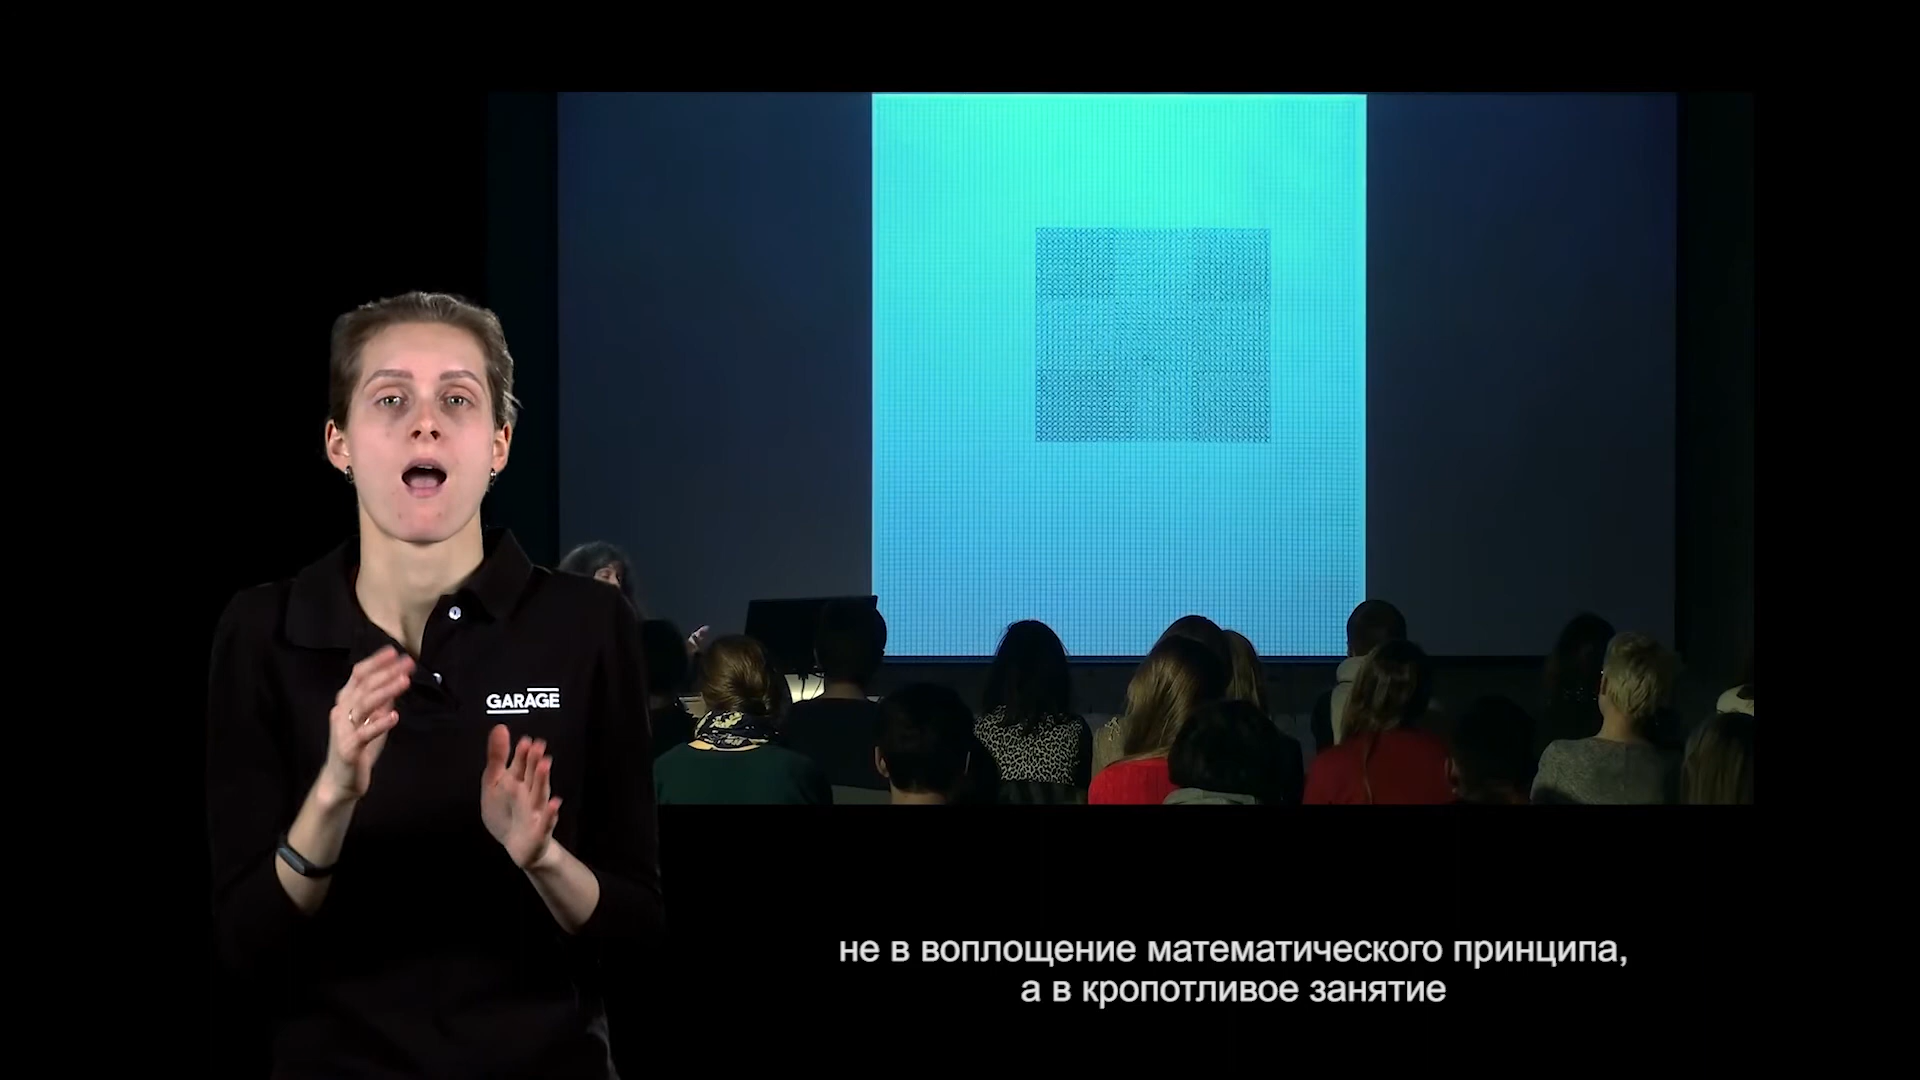 GARAGE
не в воплощение математического принципа,
а в кропотливое занятие